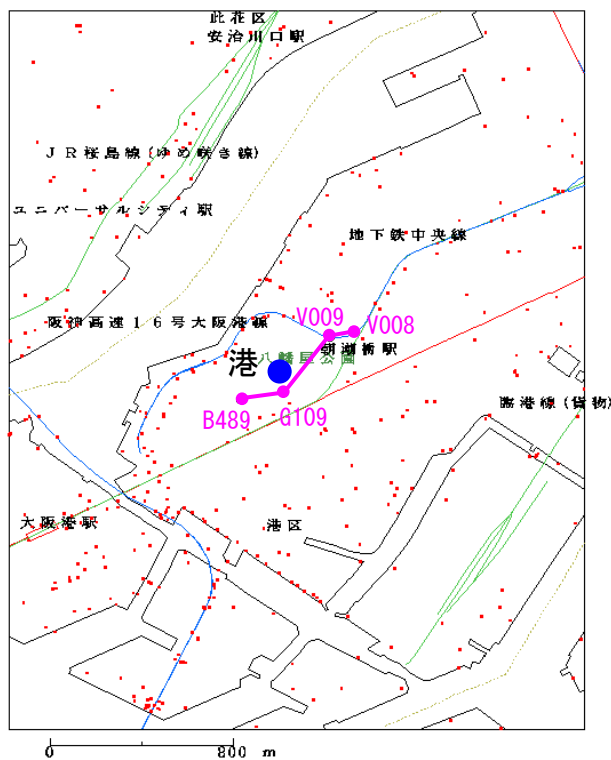 此花区
安治川口駅
JR桜島線(ゆめ咲き線)
ユニバーサルシティ駅
地下鉄中央線
阪神高速16号大阪港線
V009
V008
朝潮橋駅
八幡屋公園
港
B489
G109
臨港線(貨物)
大阪港駅
港区
0 800 m